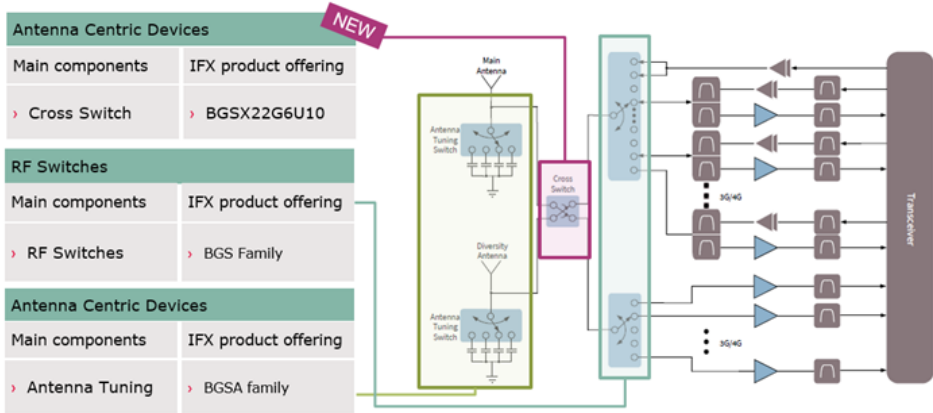 Antenna Centric Devices
Main components IFX product offering
› Cross Switch › BGSX22G6U10
RF Switches
Main components IFX product offering
› RF Switches › BGS Family
Antenna Centric Devices
Main components IFX product offering
› Antenna Tuning › BGSA family
NEW
Main
Antenna
Antenna
Tuning
Switch
Cross
Switch
Diversity
Antenna
Antenna
Tuning
Switch
3G/4G
3G/4G
Transceiver